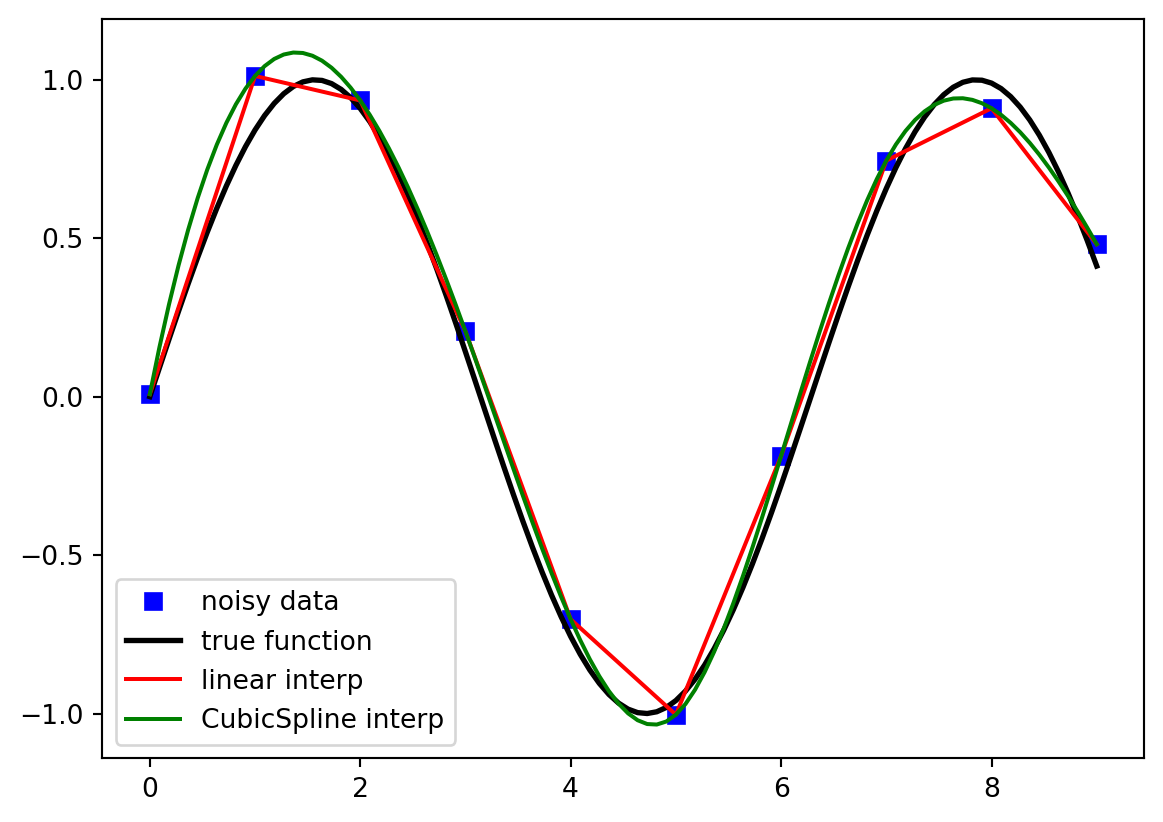 1.0
0.5
0.0
−0.5
−1.0
noisy data
true function
linear interp
CubicSpline interp
0 2 4 6 8